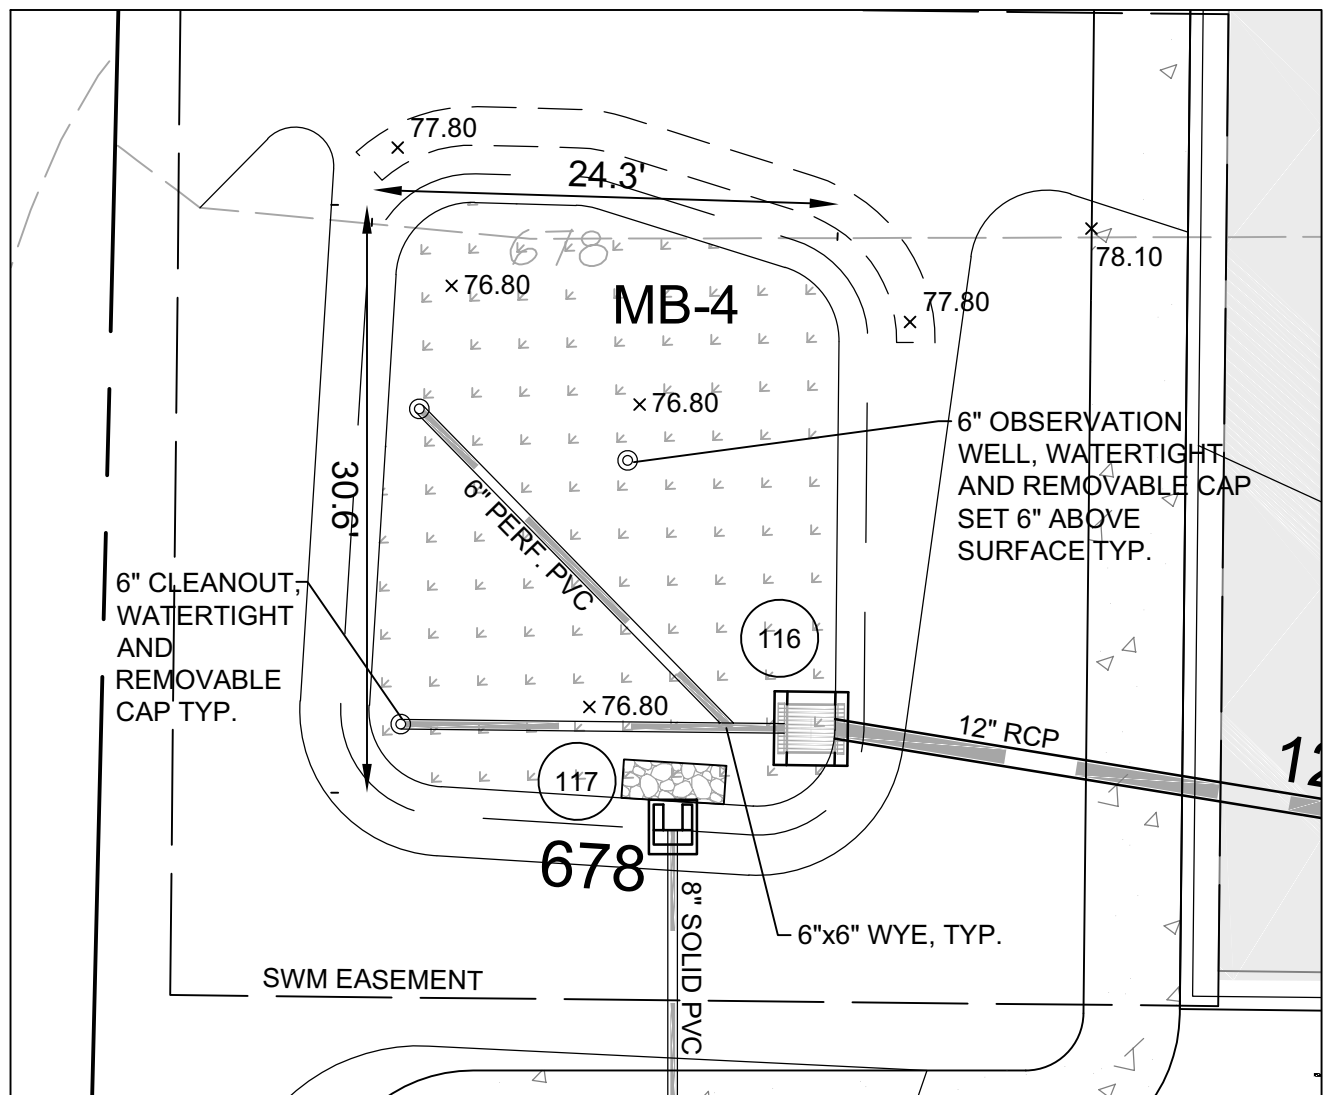 77.80
24.3'
678
78.10
×76.80
MB-4
77.80
×76.80
6" OBSERVATION
WELL, WATERTIGHT
AND REMOVABLE CAP
SET 6" ABOVE
SURFACE TYP.
30.6'
6" PERF. PVC
6" CLEANOUT,
WATERTIGHT
AND
REMOVABLE
CAP TYP.
116
×76.80
12" RCP
12
117
678
8" SOLID PVC
6"x6" WYE, TYP.
SWM EASEMENT